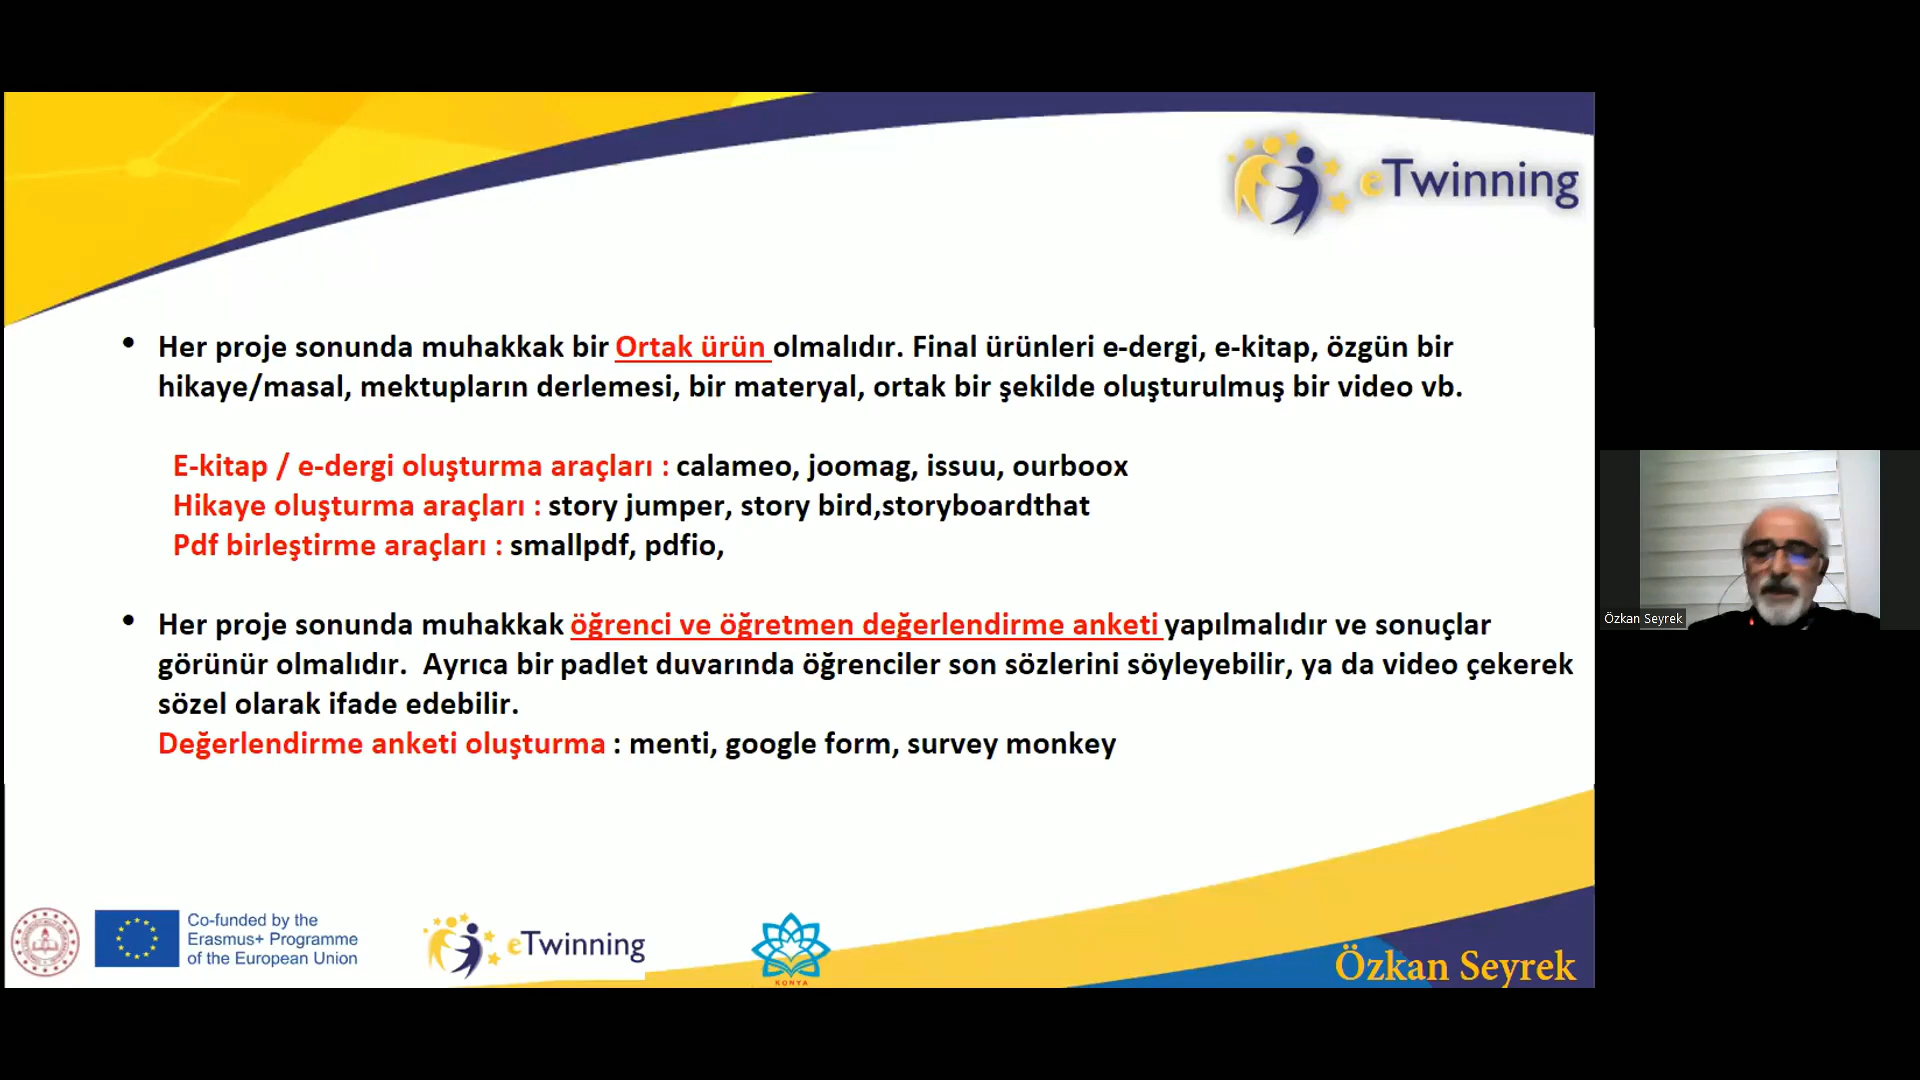 eTwinning
• Her proje sonunda muhakkak bir Ortak ürün olmalıdır. Final ürünleri e-dergi, e-kitap, özgün bir
hikaye/masal, mektupların derlemesi, bir materyal, ortak bir şekilde oluşturulmuş bir video vb.
E-kitap / e-dergi oluşturma araçları : calameo, joomag, issuu, ourboox
Hikaye oluşturma araçları : story jumper, story bird,storyboardthat
Pdf birleştirme araçları : smallpdf, pdfio,
• Her proje sonunda muhakkak öğrenci ve öğretmen değerlendirme anketi yapılmalıdır ve sonuçlar
görünür olmalıdır. Ayrıca bir padlet duvarında öğrenciler son sözlerini söyleyebilir, ya da video çekerek
sözel olarak ifade edebilir.
Değerlendirme anketi oluşturma : menti, google form, survey monkey
Özkan Seyrek
Co-funded by the
Erasmus+ Programme
of the European Union
eTwinning
KONYA
Özkan Seyrek